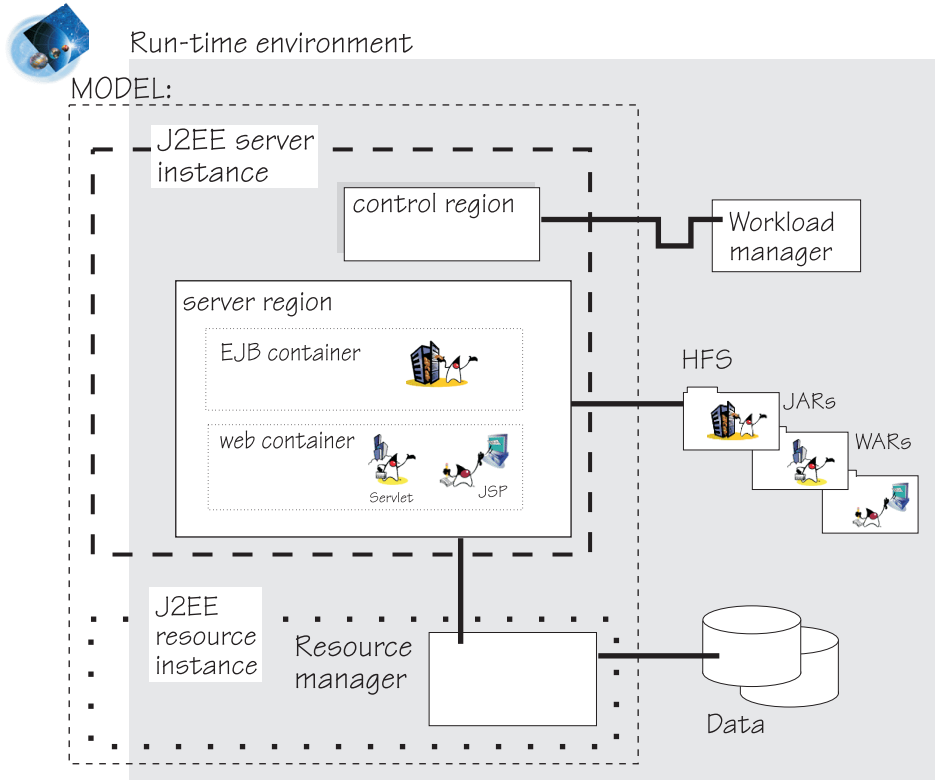 Run-time environment
MODEL:
J2EE server
instance
control region
Workload
manager
server region
EJB container
HFS
JARs
web container
WARs
Servlet
JSP
J2EE
resource
instance
Resource
manager
Data